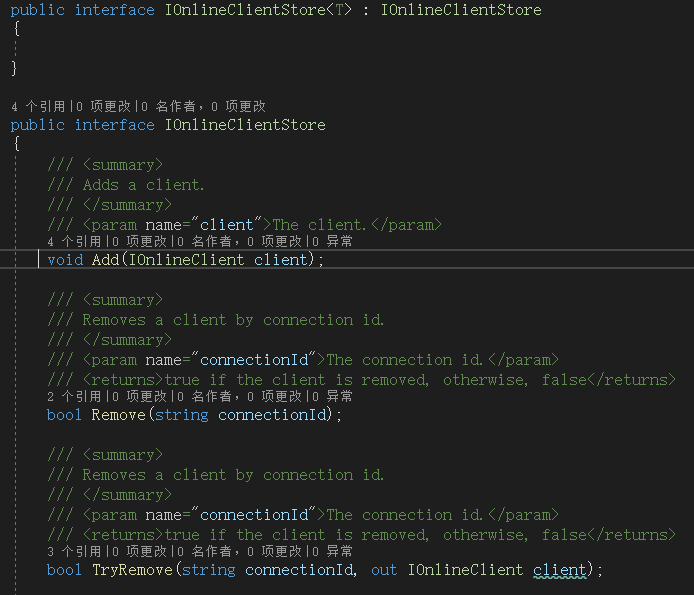 public interface IOnlineClientStore<T> : IOnlineClientStore
{
}
4 个引用|0 项更改|0 名作者，0 项更改
public interface IOnlineClientStore
{
/// <summary>
/// Adds a client.
/// </summary>
/// <param name="client">The client.</param>
4 个引用|0 项更改|0 名作者，0 项更改|0 异常
void Add(IOnlineClient client);
/// <summary>
/// Removes a client by connection id.
/// </summary>
/// <param name="connectionId">The connection id.</param>
/// <returns>true if the client is removed, otherwise, false</returns>
2 个引用|0 项更改|0 名作者，0 项更改|0 异常
bool Remove(string connectionId);
/// <summary>
/// Removes a client by connection id.
/// </summary>
/// <param name="connectionId">The connection id.</param>
/// <returns>true if the client is removed, otherwise, false</returns>
3 个引用|0 项更改|0 名作者，0 项更改|0 异常
bool TryRemove(string connectionId, out IOnlineClient client);